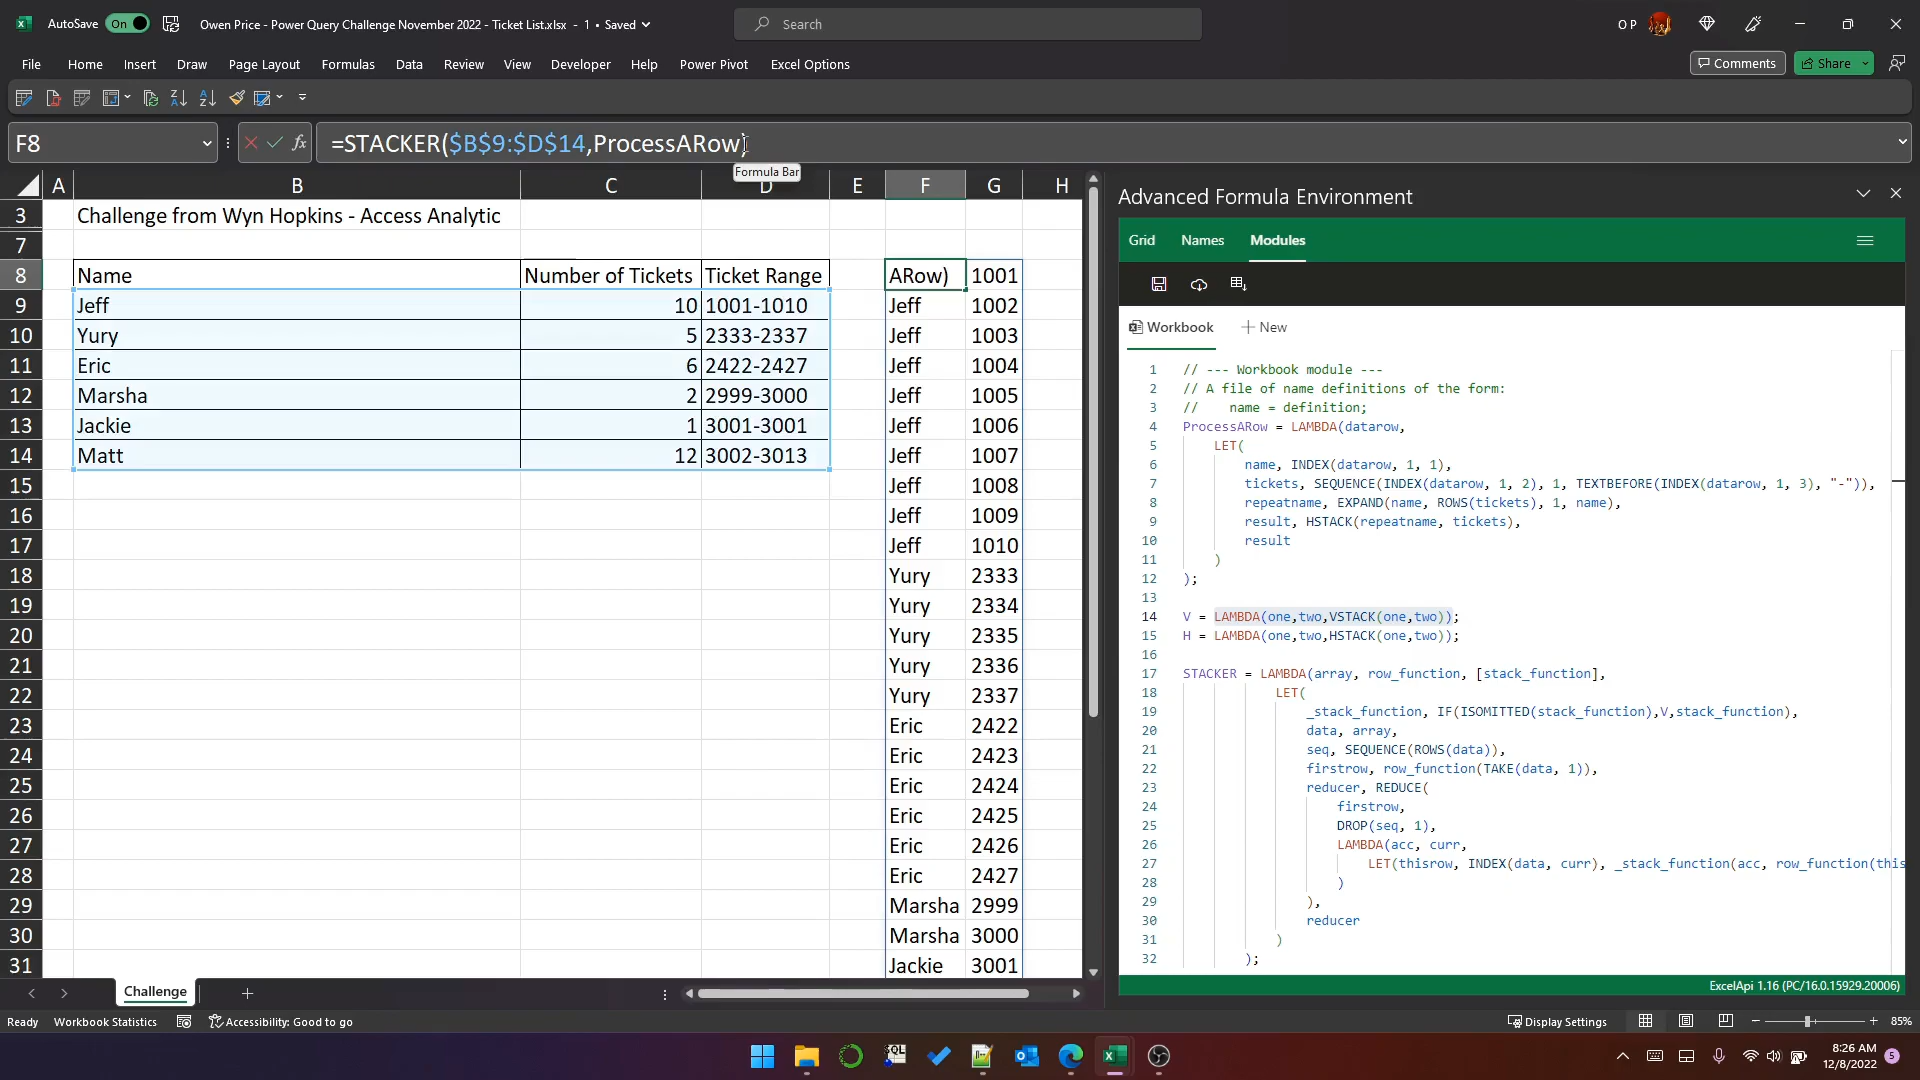 AutoSave On Owen Price - Power Query Challenge November 2022 - Ticket List.xlsx - 1 • Saved Search O P
File Home Insert Draw Page Layout Formulas Data Review View Developer Help Power Pivot Excel Options Comments Share
F8 fx =STACKER($B$9:$D$14,ProcessARow)
Formula Bar
A B C D E F G H
3 Challenge from Wyn Hopkins - Access Analytic
7
8 Name Number of Tickets Ticket Range ARow) 1001
9 Jeff 10 1001-1010 Jeff 1002
10 Yury 5 2333-2337 Jeff 1003
11 Eric 6 2422-2427 Jeff 1004
12 Marsha 2 2999-3000 Jeff 1005
13 Jackie 1 3001-3001 Jeff 1006
14 Matt 12 3002-3013 Jeff 1007
15 Jeff 1008
16 Jeff 1009
17 Jeff 1010
18 Yury 2333
19 Yury 2334
20 Yury 2335
21 Yury 2336
22 Yury 2337
23 Eric 2422
24 Eric 2423
25 Eric 2424
26 Eric 2425
27 Eric 2426
28 Eric 2427
29 Marsha 2999
30 Marsha 3000
31 Jackie 3001
Challenge
Ready Workbook Statistics Accessibility: Good to go Display Settings 85%
Advanced Formula Environment
Grid Names Modules
Workbook New
1 // --- Workbook module ---
2 // A file of name definitions of the form:
3 // name = definition;
4 ProcessARow = LAMBDA(datarow,
5 LET(
6 name, INDEX(datarow, 1, 1),
7 tickets, SEQUENCE(INDEX(datarow, 1, 2), 1, TEXTBEFORE(INDEX(datarow, 1, 3), "-")),
8 repeatname, EXPAND(name, ROWS(tickets), 1, name),
9 result, HSTACK(repeatname, tickets),
10 result
11 )
12 );
13
14 V = LAMBDA(one,two,VSTACK(one,two));
15 H = LAMBDA(one,two,HSTACK(one,two));
16
17 STACKER = LAMBDA(array, row_function, [stack_function],
18 LET(
19 _stack_function, IF(ISOMITTED(stack_function),V,stack_function),
20 data, array,
21 seq, SEQUENCE(ROWS(data)),
22 firstrow, row_function(TAKE(data, 1)),
23 reducer, REDUCE(
24 firstrow,
25 DROP(seq, 1),
26 LAMBDA(acc, curr,
27 LET(thisrow, INDEX(data, curr), _stack_function(acc, row_function(this
28 )
29 ),
30 reducer
31 )
32 );
ExcelApi 1.16 (PC/16.0.15929.20006)
8:26 AM
12/8/2022 5